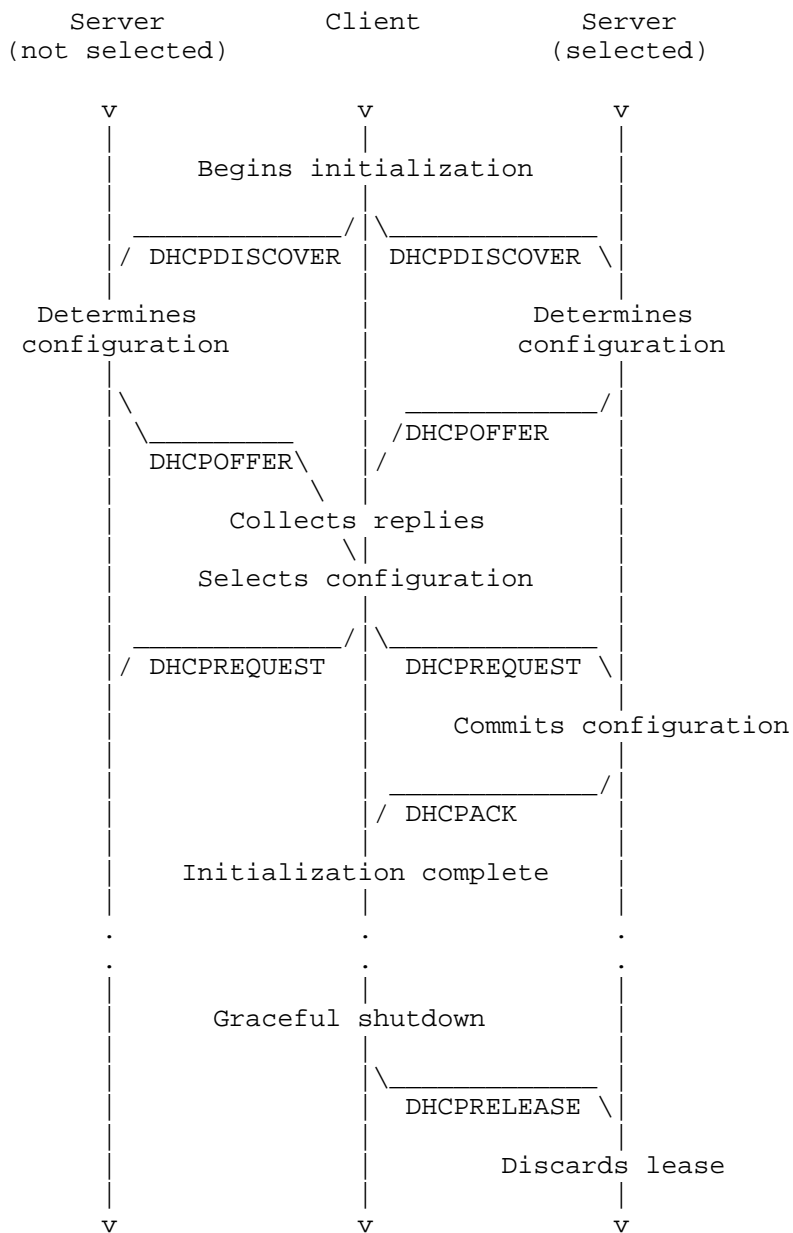 Server Client Server
(not selected) (selected)
v v v
Begins initialization
DHCPDISCOVER DHCPDISCOVER
Determines Determines
configuration configuration
DHCPOFFER
DHCPOFFER
Collects replies
Selects configuration
DHCPREQUEST DHCPREQUEST
Commits configuration
DHCPACK
Initialization complete
. . .
. . .
Graceful shutdown
DHCPRELEASE
Discards lease
v v v